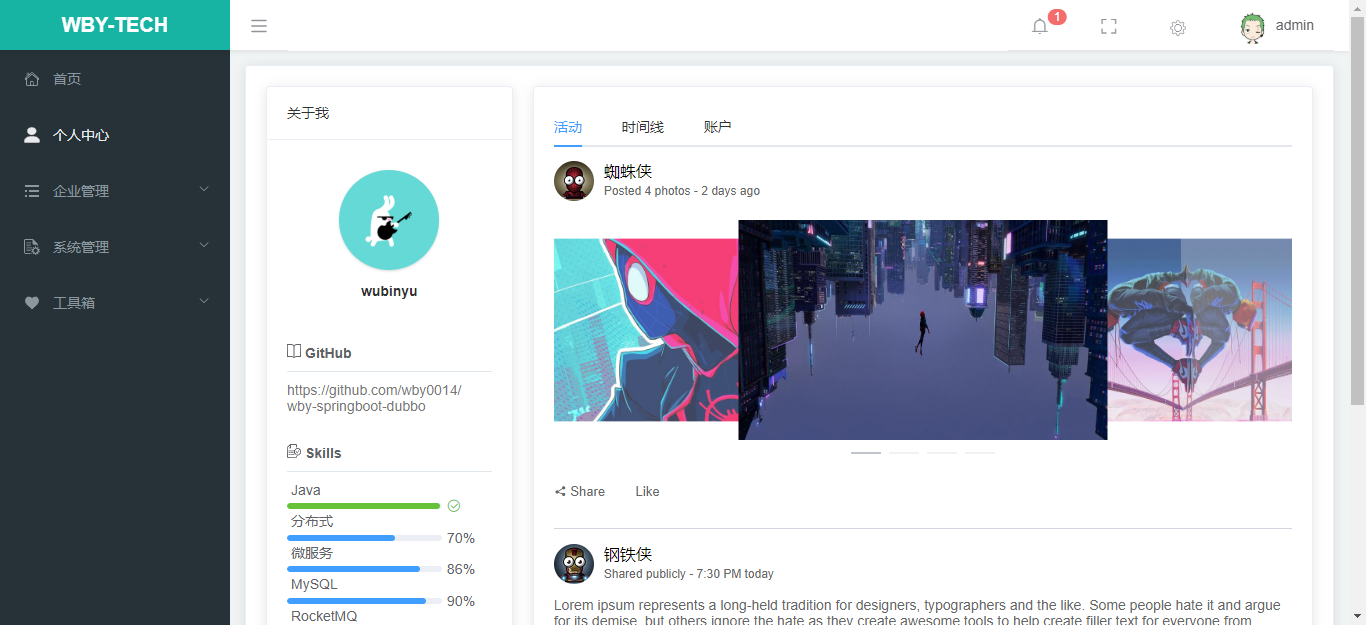 WBY-TECH
1
admin
首页
个人中心
企业管理
系统管理
工具箱
关于我
wubinyu
GitHub
https://github.com/wby0014/
wby-springboot-dubbo
Skills
Java
分布式
70%
微服务
86%
MySQL
90%
RocketMQ
活动
时间线
账户
蜘蛛侠
Posted 4 photos - 2 days ago
Share
Like
钢铁侠
Shared publicly - 7:30 PM today
Lorem ipsum represents a long-held tradition for designers, typographers and the like. Some people hate it and argue
for its demise, but others ignore the hate as they create awesome tools to help create filler text for everyone from